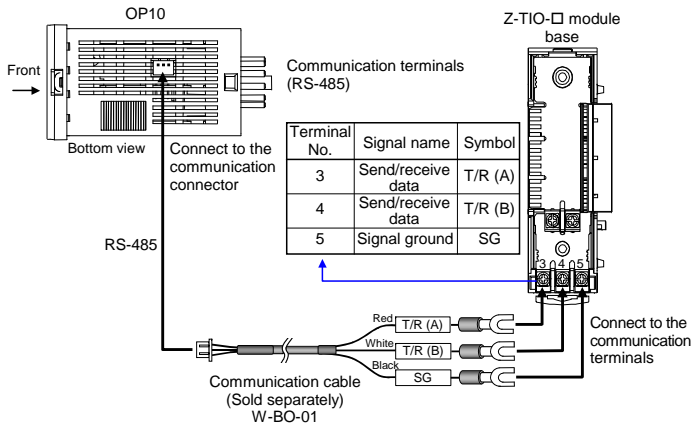 OP10
Z-TIO-□ module
base
Front
Communication terminals
(RS-485)
Bottom view
Connect to the
communication
connector
Terminal
No.
Signal name
Symbol
3
Send/receive
data
T/R (A)
4
Send/receive
data
T/R (B)
5
Signal ground
SG
RS-485
3 4 5
Red
T/R (A)
White
T/R (B)
Black
SG
Connect to the
communication
terminals
Communication cable
(Sold separately)
W-BO-01